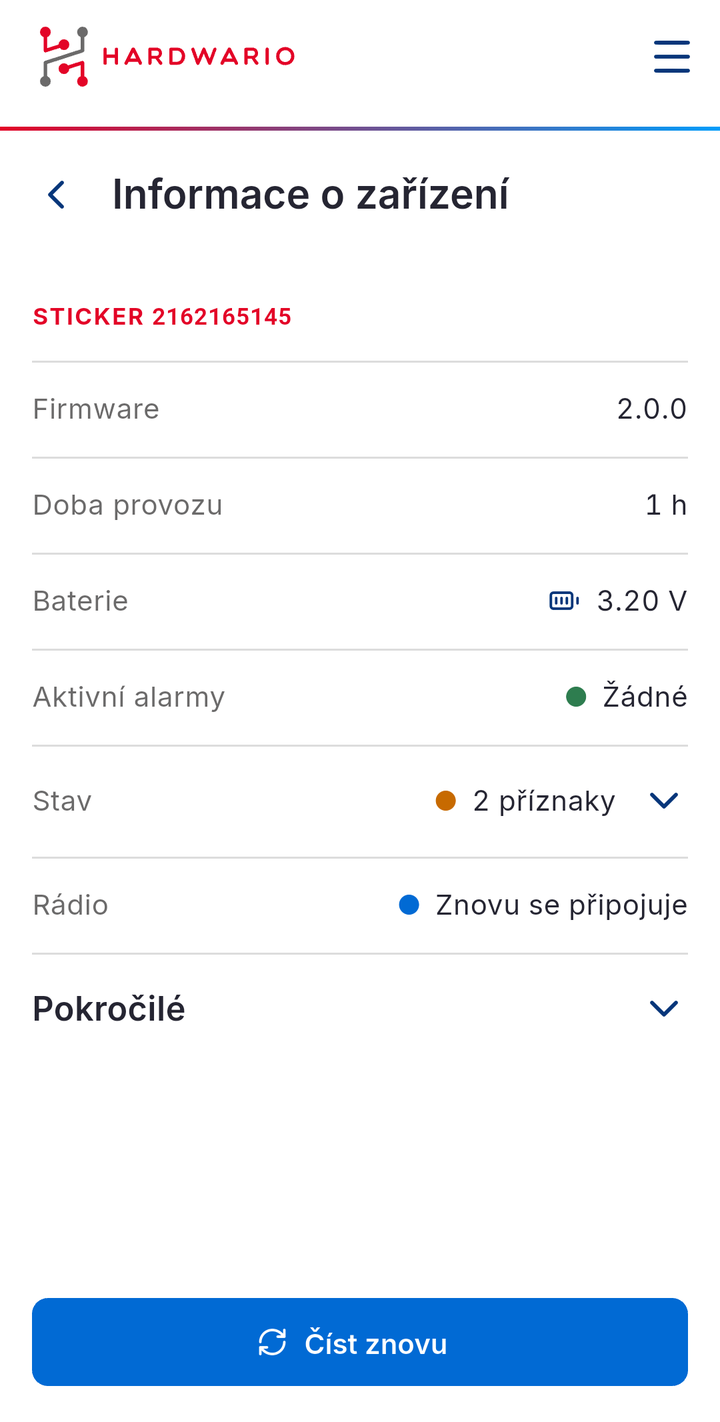 HARDWARIO
Informace o zařízení
STICKER 2162165145
Firmware 2.0.0
Doba provozu 1 h
Baterie 3.20 V
Aktivní alarmy Žádné
Stav 2 příznaky
Rádio Znovu se připojuje
Pokročilé
Číst znovu